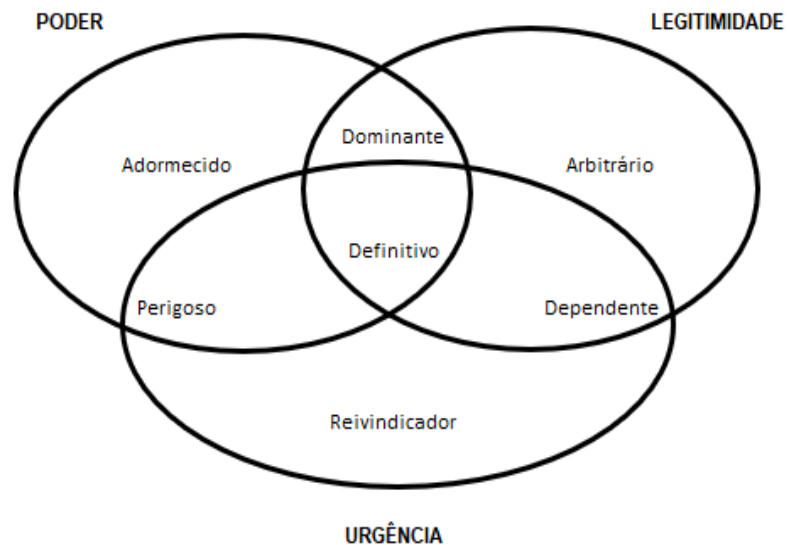 PODER
LEGITIMIDADE
Dominante
Adormecido
Arbitrário
Definitivo
Perigoso
Dependente
Reivindicador
URGÊNCIA